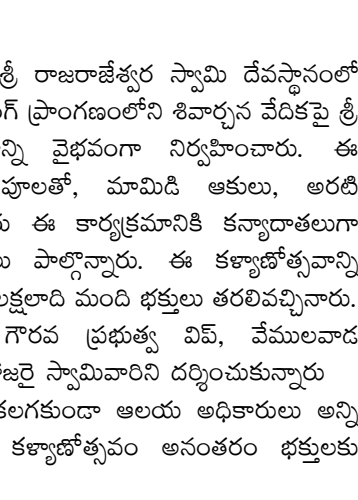 శ్రీ రాజరాజేశ్వర స్వామి దేవస్థానంలో
ప్రాంగణంలోని శివార్చన వేదికపై శ్రీ
వైభవంగా నిర్వహించారు. ఈ
పూలతో, మామిడి ఆకులు, అరటి
ఈ కార్యక్రమానికి కన్యాదాతలుగా
పాల్గొన్నారు. ఈ కళ్యాణోత్సవాన్ని
లక్షలాది మంది భక్తులు తరలివచ్చినారు.
గౌరవ ప్రభుత్వ విప్, వేములవాడ
స్వామివారిని దర్శించుకున్నారు
కలగకుండా ఆలయ అధికారులు అన్ని
కళ్యాణోత్సవం అనంతరం భక్తులకు